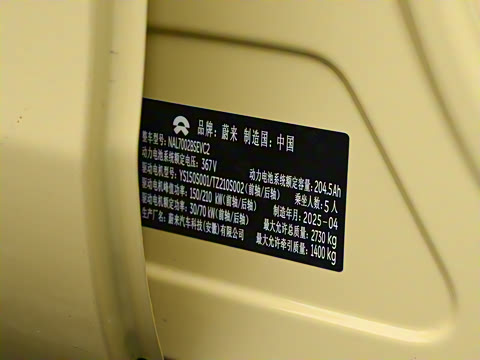 品牌：蔚来 制造国：中国
整车型号：NAL7002BSEVC2
动力电池系统额定电压：367V 动力电池系统额定容量：204.5Ah
驱动电机型号：YS150S001/TZ210S002（前轴/后轴） 乘坐人数：5人
驱动电机峰值功率：150/210 kW（前轴/后轴） 制造年月：2025-04
驱动电机额定功率：30/70 kW（前轴/后轴） 最大允许总质量：2730 kg
生产厂名：蔚来汽车科技（安徽）有限公司 最大允许牵引质量：1400 kg